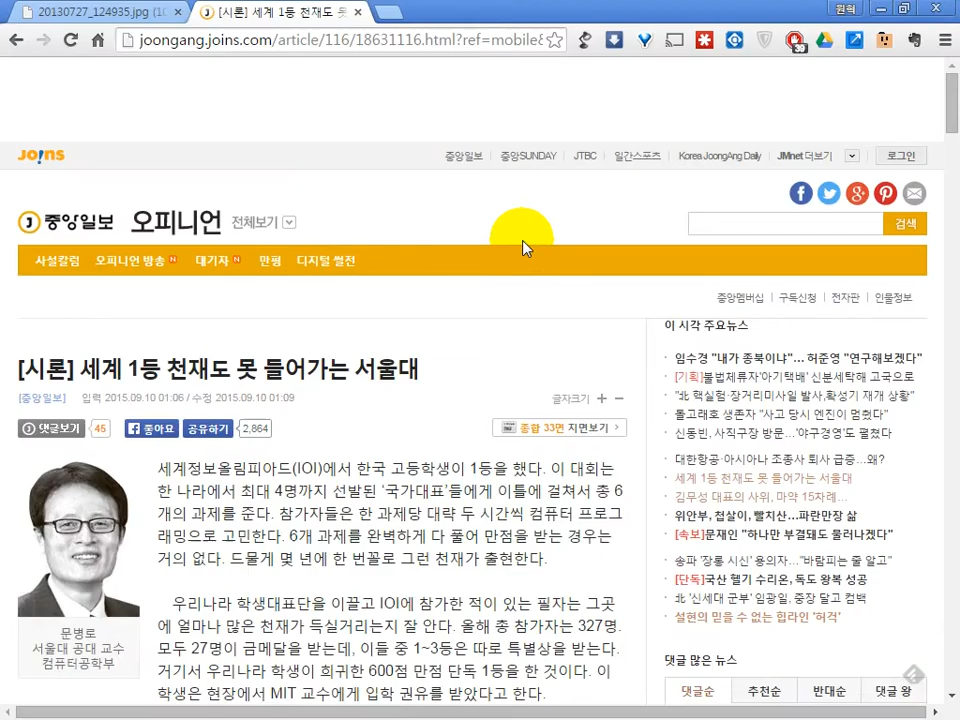 20130727_124935.jpg (10
[시론] 세계 1등 천재도 못
원혁
joongang.joins.com/article/116/18631116.html?ref=mobile&
JOINS
중앙일보 중앙SUNDAY JTBC 일간스포츠 Korea JoongAng Daily JMnet 더보기 로그인
J 중앙일보 오피니언 전체보기
검색
사설칼럼 오피니언 방송 N 대기자 N 만평 디지털 썰전
중앙멤버십 구독신청 전자판 인물정보
[시론] 세계 1등 천재도 못 들어가는 서울대
[중앙일보] 입력 2015.09.10 01:06 / 수정 2015.09.10 01:09
글자크기 + −
댓글보기 45 좋아요 공유하기 2,864
종합 33면 지면보기 >
세계정보올림피아드(IOI)에서 한국 고등학생이 1등을 했다. 이 대회는
한 나라에서 최대 4명까지 선발된 '국가대표'들에게 이틀에 걸쳐서 총 6
개의 과제를 준다. 참가자들은 한 과제당 대략 두 시간씩 컴퓨터 프로그
래밍으로 고민한다. 6개 과제를 완벽하게 다 풀어 만점을 받는 경우는
거의 없다. 드물게 몇 년에 한 번꼴로 그런 천재가 출현한다.
우리나라 학생대표단을 이끌고 IOI에 참가한 적이 있는 필자는 그곳
에 얼마나 많은 천재가 득실거리는지 잘 안다. 올해 총 참가자는 327명.
모두 27명이 금메달을 받는데, 이들 중 1~3등은 따로 특별상을 받는다.
거기서 우리나라 학생이 희귀한 600점 만점 단독 1등을 한 것이다. 이
학생은 현장에서 MIT 교수에게 입학 권유를 받았다고 한다.
문병로
서울대 공대 교수
컴퓨터공학부
이 시각 주요뉴스
임수경 "내가 종북이냐"... 허준영 "연구해보겠다"
[기획]불법체류자'아기택배' 신분세탁해 고국으로
"北 핵실험·장거리미사일 발사,확성기 재개 상황"
돌고래호 생존자 "사고 당시 엔진이 멈췄다"
신동빈, 사직구장 방문...'야구경영'도 펼쳤다
대한항공·아시아나 조종사 퇴사 급증...왜?
세계 1등 천재도 못 들어가는 서울대
김무성 대표의 사위, 마약 15차례...
위안부, 첩살이, 빨치산...파란만장 삶
[속보]문재인 "하나만 부결돼도 물러나겠다"
송파 '장롱 시신' 용의자..."바람피는 줄 알고"
[단독]국산 헬기 수리온, 독도 왕복 성공
北 '신세대 군부' 임광일, 중장 달고 컴백
설현의 믿을 수 없는 힙라인 '허걱'
댓글 많은 뉴스
댓글순 추천순 반대순 댓글 왕